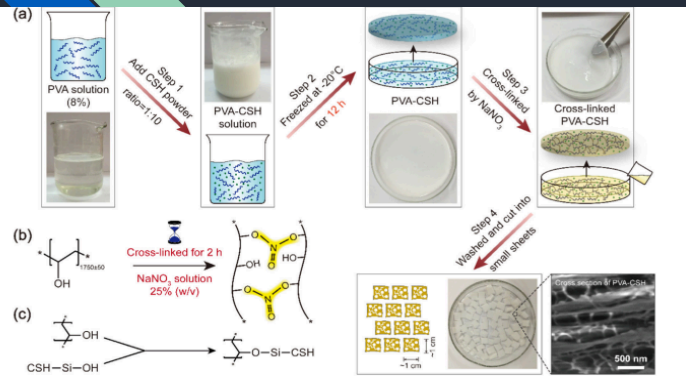 (a)
PVA solution
(8%)
Step 1
Add CSH powder
ratio=1:10
PVA-CSH
solution
Step 2
Freezed at -20°C
for 12 h
PVA-CSH
Step 3
Cross-linked
by NaNO3
Cross-linked
PVA-CSH
Step 4
Washed and cut into
small sheets
(b)
*
*
1750±50
OH
Cross-linked for 2 h
NaNO3 solution
25% (w/v)
*
*
O
N
O
O
OH
HO
O
N
O
O
*
*
~1 cm
~1 cm
Cross section of PVA-CSH
500 nm
(c)
OH
CSH–Si–OH
O–Si–CSH